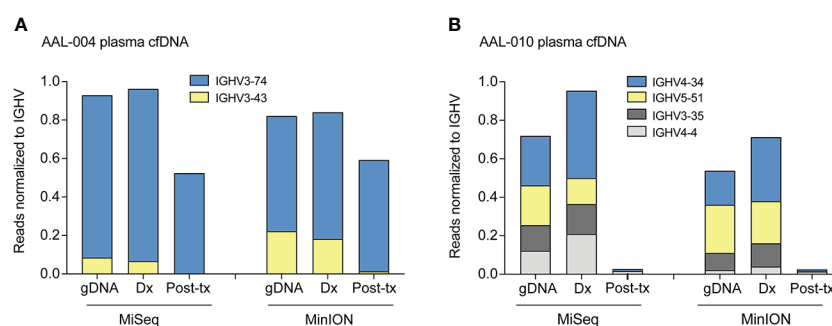 A
AAL-004 plasma cfDNA
Reads normalized to IGHV
1.0
0.8
0.6
0.4
0.2
0.0
IGHV3-74
IGHV3-43
gDNA Dx Post-tx gDNA Dx Post-tx
MiSeq MinION
B
AAL-010 plasma cfDNA
Reads normalized to IGHV
1.0
0.8
0.6
0.4
0.2
0.0
IGHV4-34
IGHV5-51
IGHV3-35
IGHV4-4
gDNA Dx Post-tx gDNA Dx Post-tx
MiSeq MinION